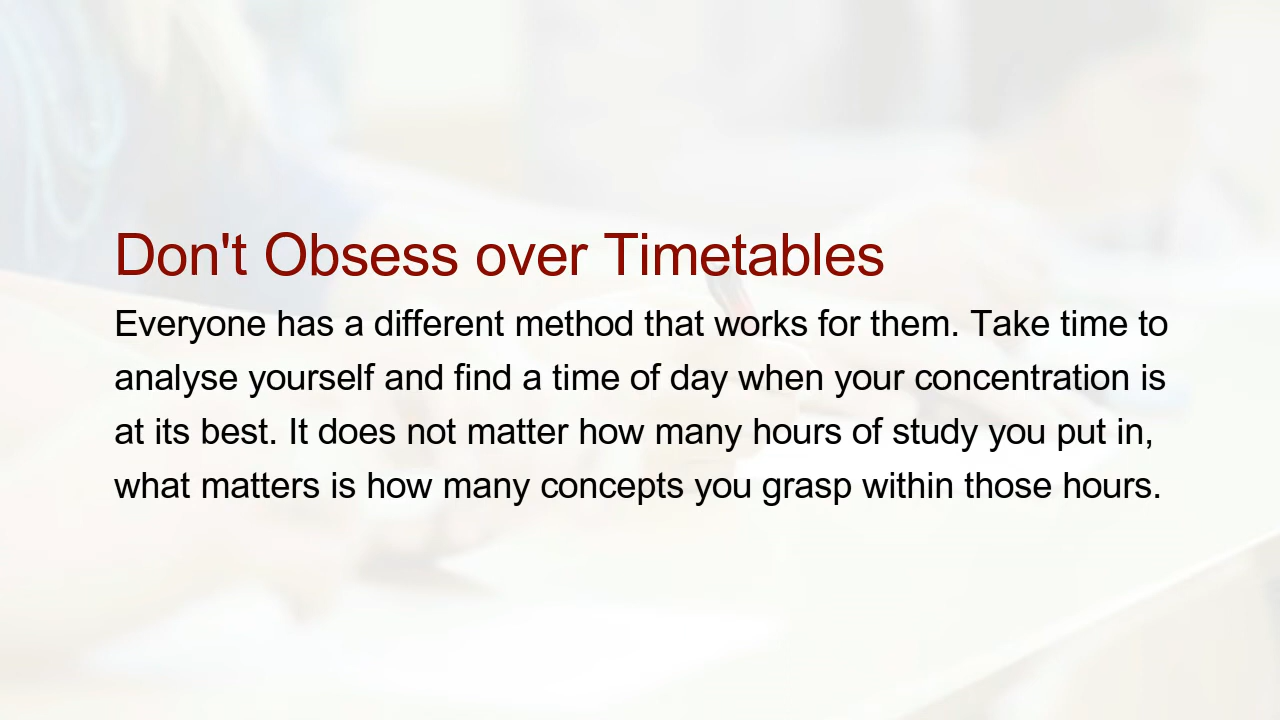 Don't Obsess over Timetables
Everyone has a different method that works for them. Take time to
analyse yourself and find a time of day when your concentration is
at its best. It does not matter how many hours of study you put in,
what matters is how many concepts you grasp within those hours.